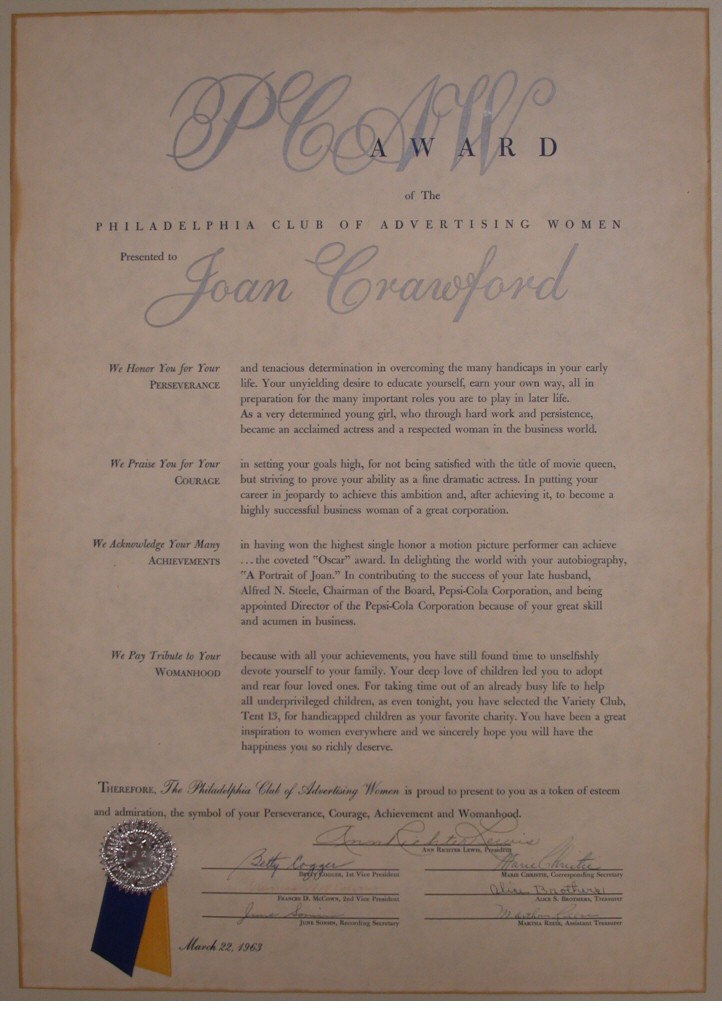 PCAW
AWARD
of The
PHILADELPHIA CLUB OF ADVERTISING WOMEN
Presented to
Joan Crawford
We Honor You for Your PERSEVERANCE
and tenacious determination in overcoming the many handicaps in your early
life. Your unyielding desire to educate yourself, earn your own way, all in
preparation for the many important roles you are to play in later life.
As a very determined young girl, who through hard work and persistence,
became an acclaimed actress and a respected woman in the business world.
We Praise You for Your COURAGE
in setting your goals high, for not being satisfied with the title of movie queen,
but striving to prove your ability as a fine dramatic actress. In putting your
career in jeopardy to achieve this ambition and, after achieving it, to become a
highly successful business woman of a great corporation.
We Acknowledge Your Many ACHIEVEMENTS
in having won the highest single honor a motion picture performer can achieve
...the coveted "Oscar" award. In delighting the world with your autobiography,
"A Portrait of Joan." In contributing to the success of your late husband,
Alfred N. Steele, Chairman of the Board, Pepsi-Cola Corporation, and being
appointed Director of the Pepsi-Cola Corporation because of your great skill
and acumen in business.
We Pay Tribute to Your WOMANHOOD
because with all your achievements, you have still found time to unselfishly
devote yourself to your family. Your deep love of children led you to adopt
and rear four loved ones. For taking time out of an already busy life to help
all underprivileged children, as even tonight, you have selected the Variety Club,
Tent 13, for handicapped children as your favorite charity. You have been a great
inspiration to women everywhere and we sincerely hope you will have the
happiness you so richly deserve.
THEREFORE, The Philadelphia Club of Advertising Women is proud to present to you as a token of esteem
and admiration, the symbol of your Perseverance, Courage, Achievement and Womanhood.
Ann Richter Lewis
ANN RICHTER LEWIS, President
Betty Cogger
BETTY COGGER, 1st Vice President
Marie Christie
MARIE CHRISTIE, Corresponding Secretary
FRANCES D. MCCOWN, 2nd Vice President
Alice Brothers
ALICE S. BROTHERS, Treasurer
June
JUNE, Recording Secretary
Martha
MARTHA, Assistant Treasurer
March 22, 1963